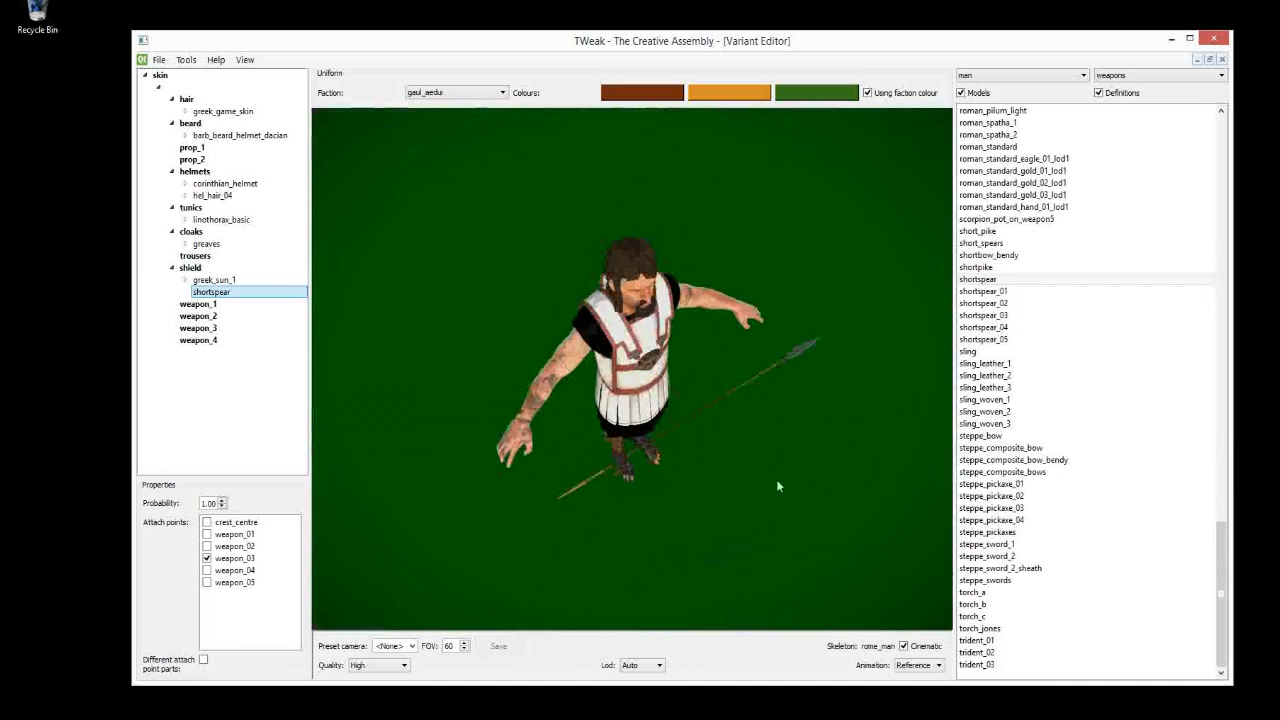 Recycle Bin
TWeak - The Creative Assembly - [Variant Editor]
File Tools Help View
skin
hair
greek_game_skin
beard
barb_beard_helmet_dacian
prop_1
prop_2
helmets
corinthian_helmet
hel_hair_04
tunics
linothorax_basic
cloaks
greaves
trousers
shield
greek_sun_1
shortspear
weapon_1
weapon_2
weapon_3
weapon_4
Properties
Probability: 1.00
Attach points:
crest_centre
weapon_01
weapon_02
weapon_03
weapon_04
weapon_05
Different attach
point parts:
Uniform
Faction: gaul_aedui Colours: Using faction colour
Preset camera: <None> FOV: 60 Save Skeleton: rome_man Cinematic
Quality: High Lod: Auto Animation: Reference
man weapons
Models Definitions
roman_pilum_light
roman_spatha_1
roman_spatha_2
roman_standard
roman_standard_eagle_01_lod1
roman_standard_gold_01_lod1
roman_standard_gold_02_lod1
roman_standard_gold_03_lod1
roman_standard_hand_01_lod1
scorpion_pot_on_weapon5
short_pike
short_spears
shortbow_bendy
shortpike
shortspear
shortspear_01
shortspear_02
shortspear_03
shortspear_04
shortspear_05
sling
sling_leather_1
sling_leather_2
sling_leather_3
sling_woven_1
sling_woven_2
sling_woven_3
steppe_bow
steppe_composite_bow
steppe_composite_bow_bendy
steppe_composite_bows
steppe_pickaxe_01
steppe_pickaxe_02
steppe_pickaxe_03
steppe_pickaxe_04
steppe_pickaxes
steppe_sword_1
steppe_sword_2
steppe_sword_2_sheath
steppe_swords
torch_a
torch_b
torch_c
torch_jones
trident_01
trident_02
trident_03